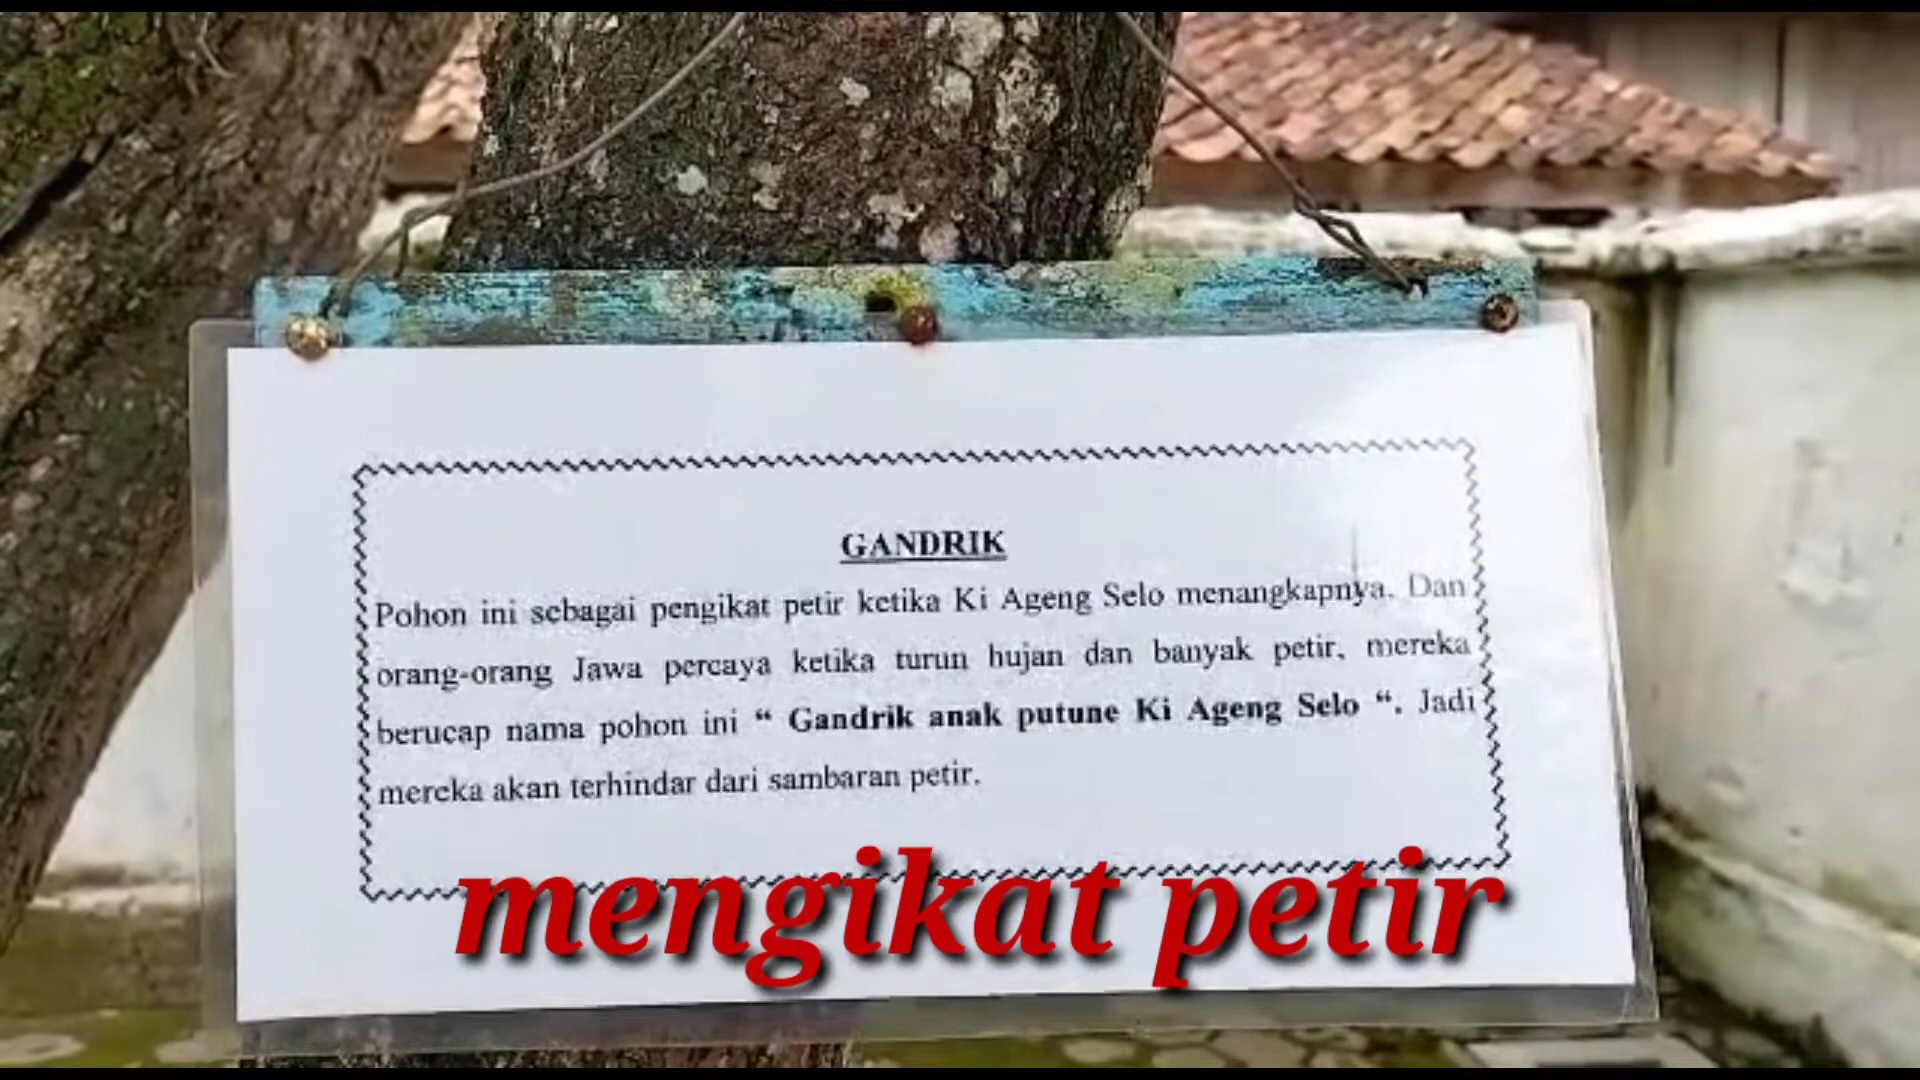 GANDRIK
Pohon ini sebagai pengikat petir ketika Ki Ageng Selo menangkapnya. Dan
orang-orang Jawa percaya ketika turun hujan dan banyak petir, mereka
berucap nama pohon ini “ Gandrik anak putune Ki Ageng Selo “. Jadi
mereka akan terhindar dari sambaran petir.
mengikat petir